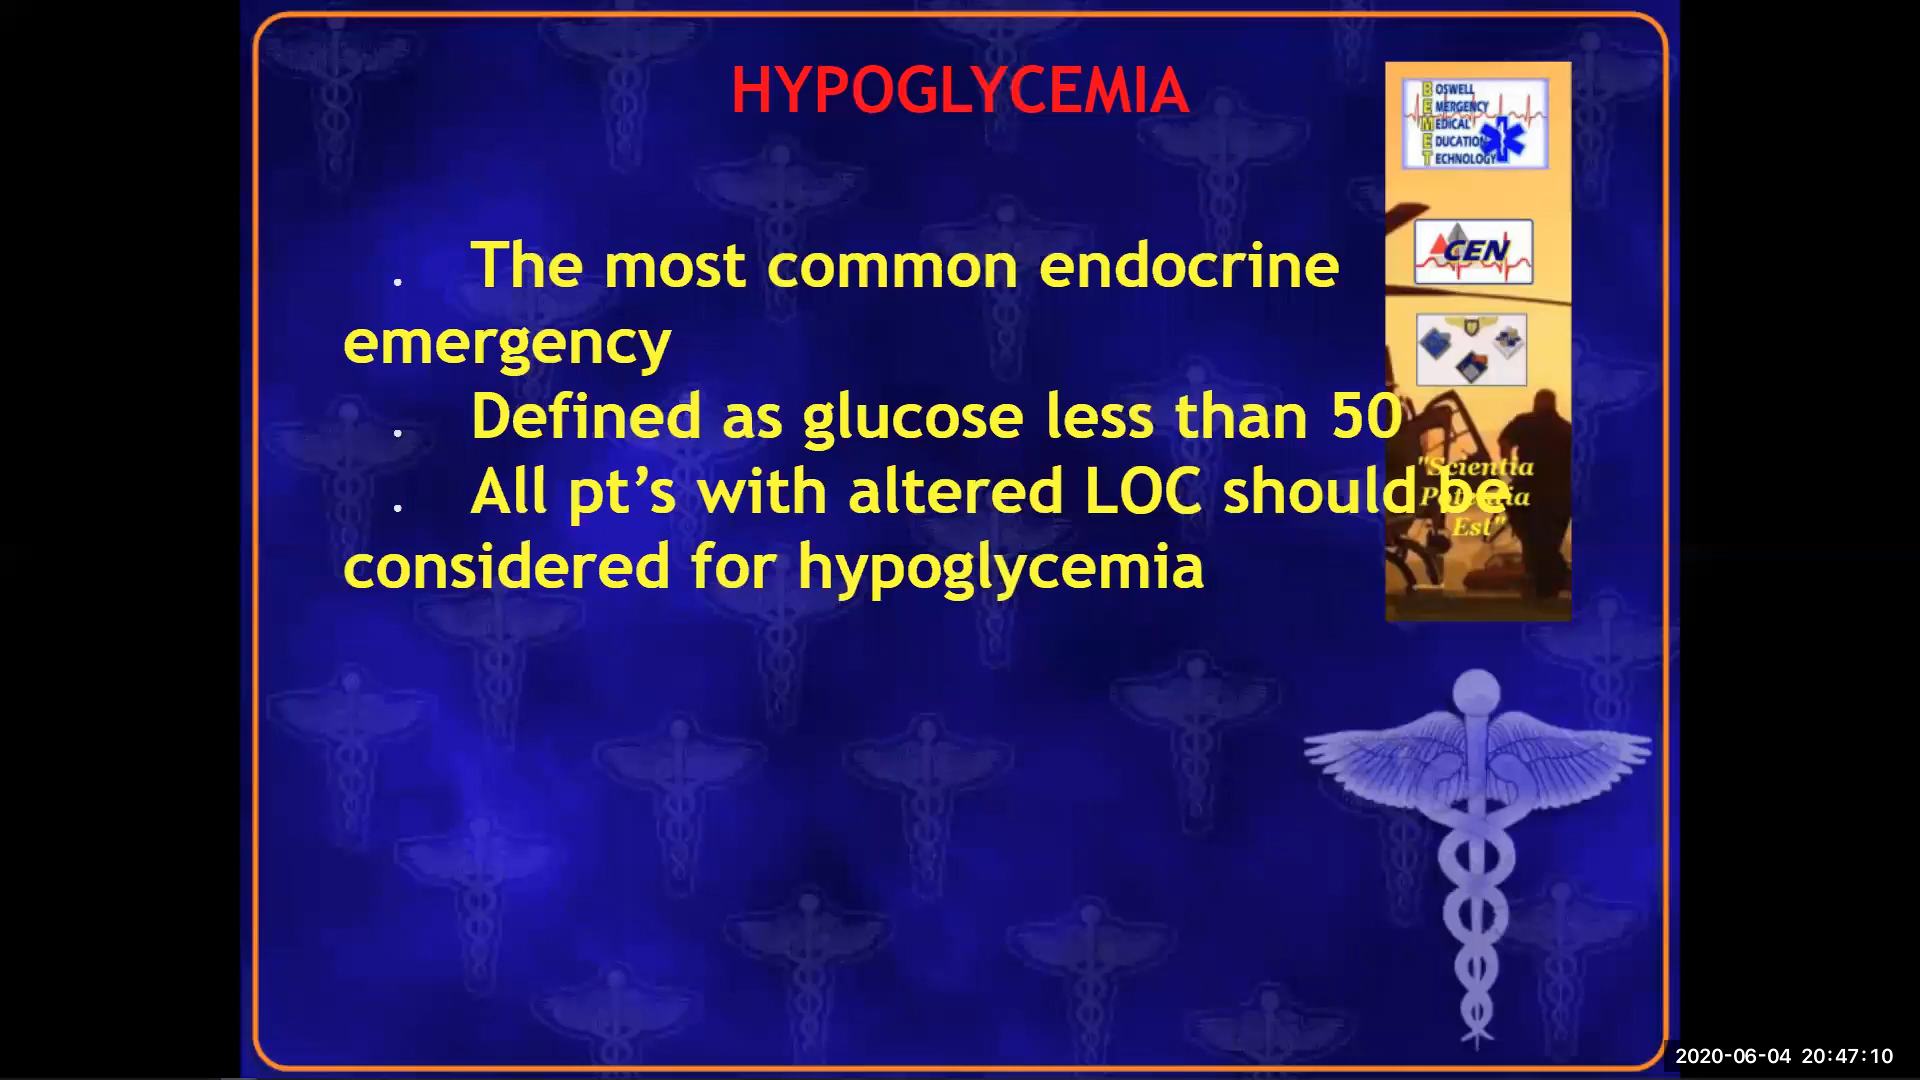 HYPOGLYCEMIA
BOSWELL
EMERGENCY
MEDICAL
EDUCATION
TECHNOLOGY
CEN
. The most common endocrine
emergency
. Defined as glucose less than 50
. All pt’s with altered LOC should be
considered for hypoglycemia
"Scientia
Potentia
Est"
2020-06-04 20:47:10